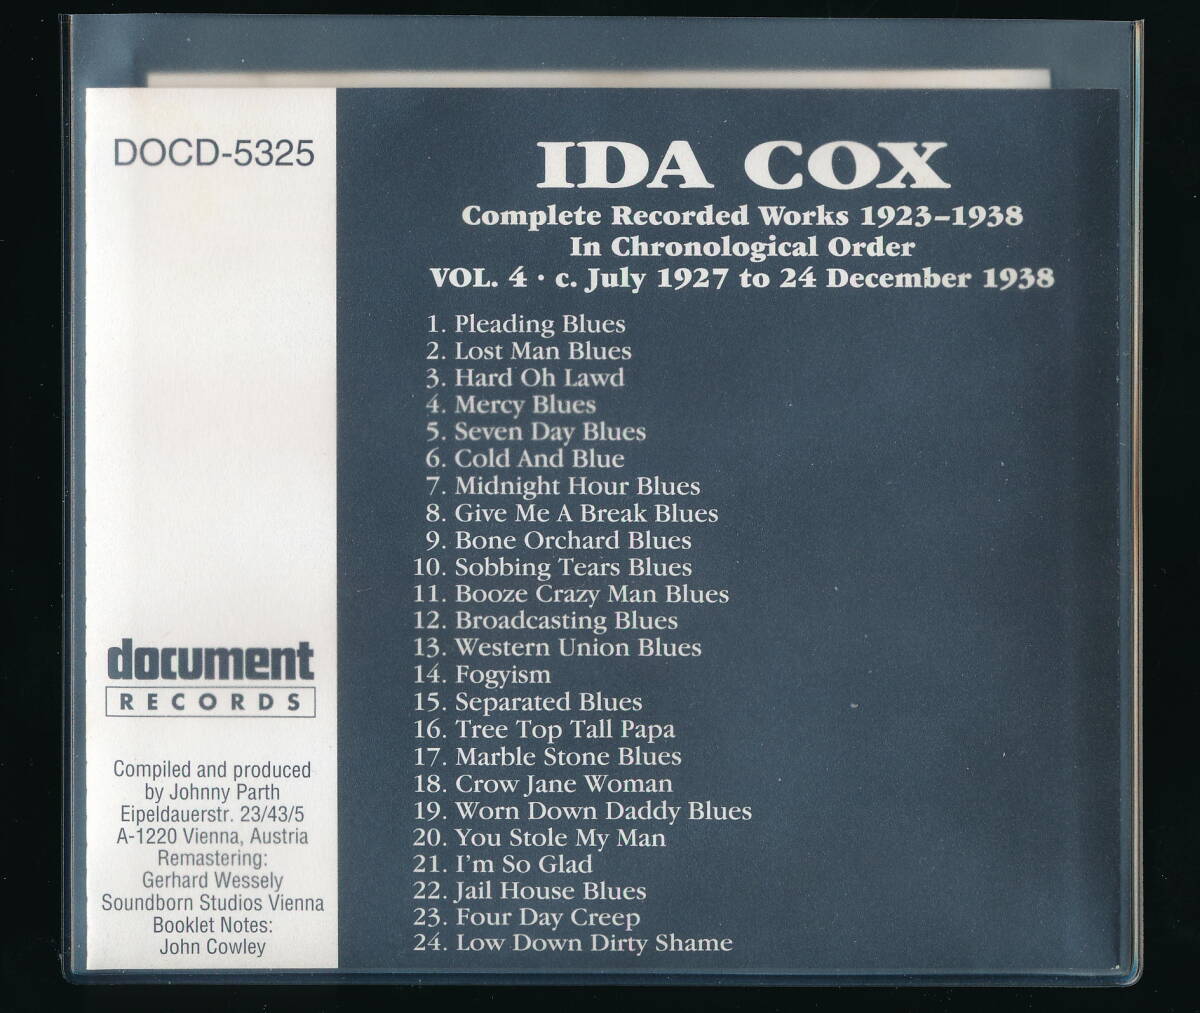 DOCD-5325
document
RECORDS
Compiled and produced
by Johnny Parth
Eipeldauerstr. 23/43/5
A-1220 Vienna, Austria
Remastering:
Gerhard Wessely
Soundborn Studios Vienna
Booklet Notes:
John Cowley
IDA COX
Complete Recorded Works 1923-1938
In Chronological Order
VOL. 4 · c. July 1927 to 24 December 1938
1. Pleading Blues
2. Lost Man Blues
3. Hard Oh Lawd
4. Mercy Blues
5. Seven Day Blues
6. Cold And Blue
7. Midnight Hour Blues
8. Give Me A Break Blues
9. Bone Orchard Blues
10. Sobbing Tears Blues
11. Booze Crazy Man Blues
12. Broadcasting Blues
13. Western Union Blues
14. Fogyism
15. Separated Blues
16. Tree Top Tall Papa
17. Marble Stone Blues
18. Crow Jane Woman
19. Worn Down Daddy Blues
20. You Stole My Man
21. I'm So Glad
22. Jail House Blues
23. Four Day Creep
24. Low Down Dirty Shame